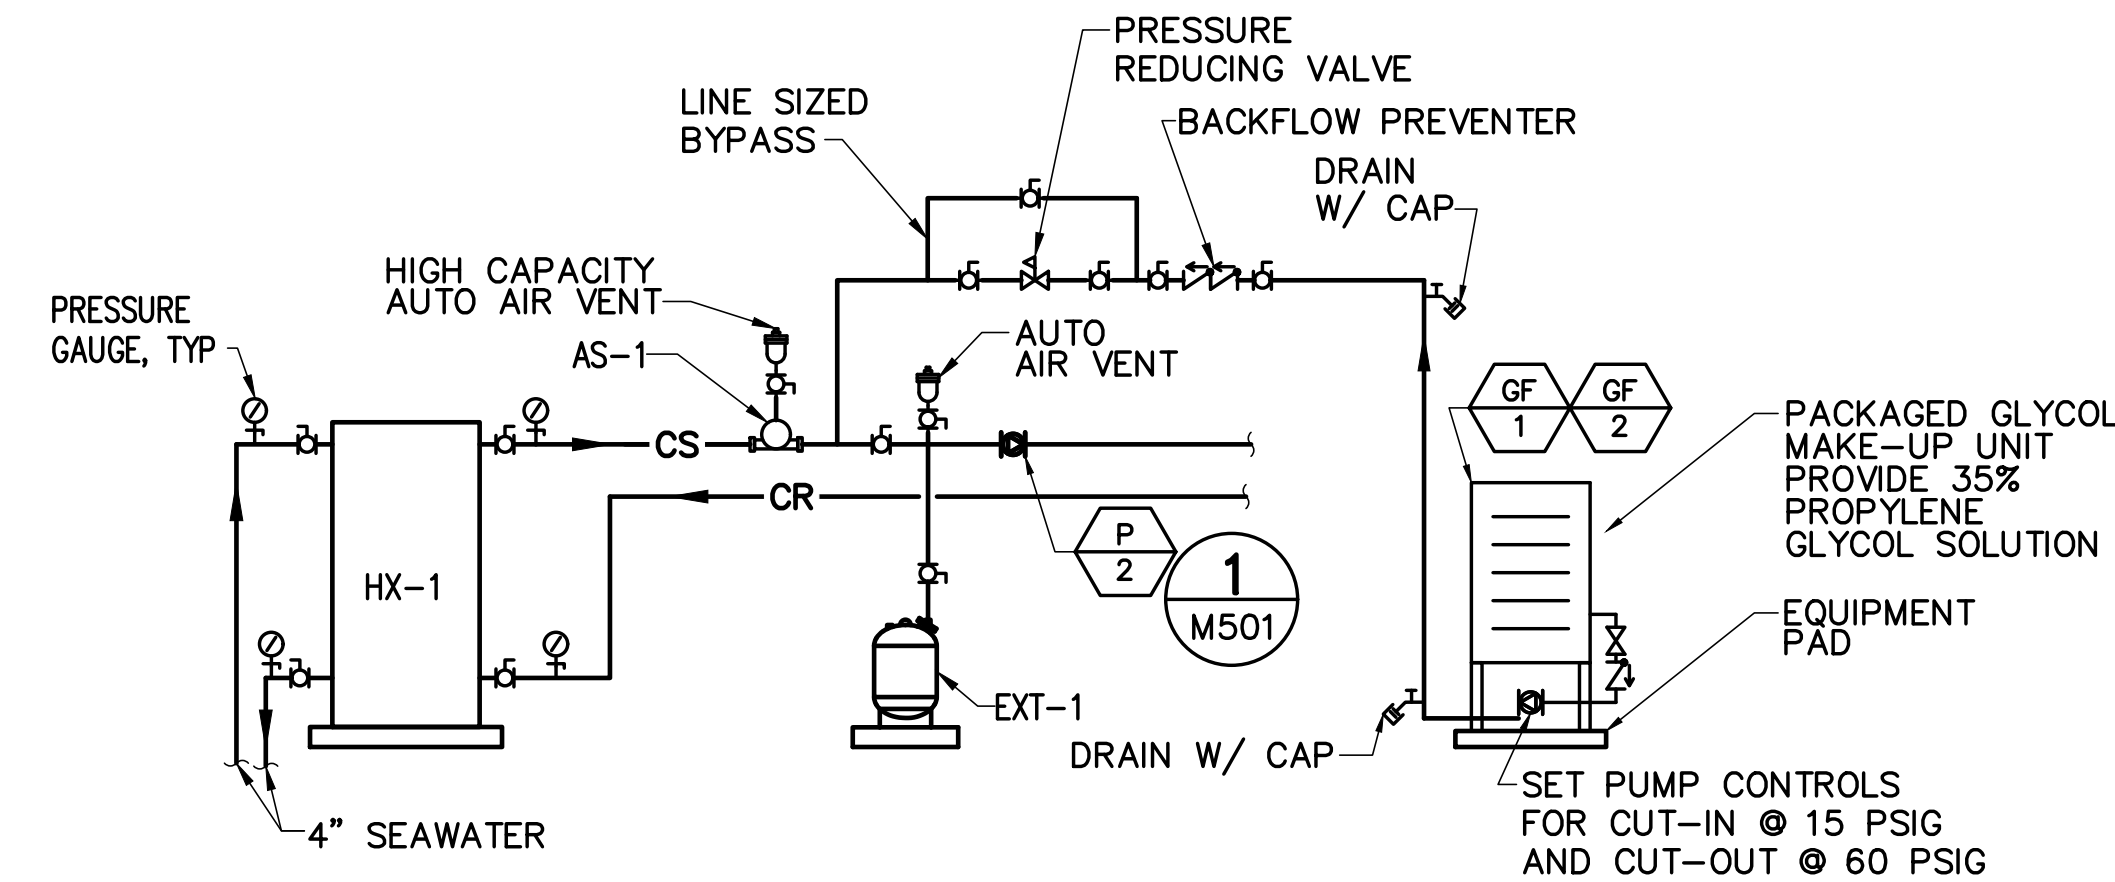 PRESSURE
REDUCING VALVE
LINE SIZED
BYPASS
BACKFLOW PREVENTER
DRAIN
W/ CAP
HIGH CAPACITY
AUTO AIR VENT
PRESSURE
GAUGE, TYP
AS-1
AUTO
AIR VENT
GF
1
GF
2
PACKAGED GLYCOL
MAKE-UP UNIT
PROVIDE 35%
PROPYLENE
GLYCOL SOLUTION
CS
CR
P
2
1
M501
HX-1
EQUIPMENT
PAD
EXT-1
DRAIN W/ CAP
SET PUMP CONTROLS
FOR CUT-IN @ 15 PSIG
AND CUT-OUT @ 60 PSIG
4” SEAWATER